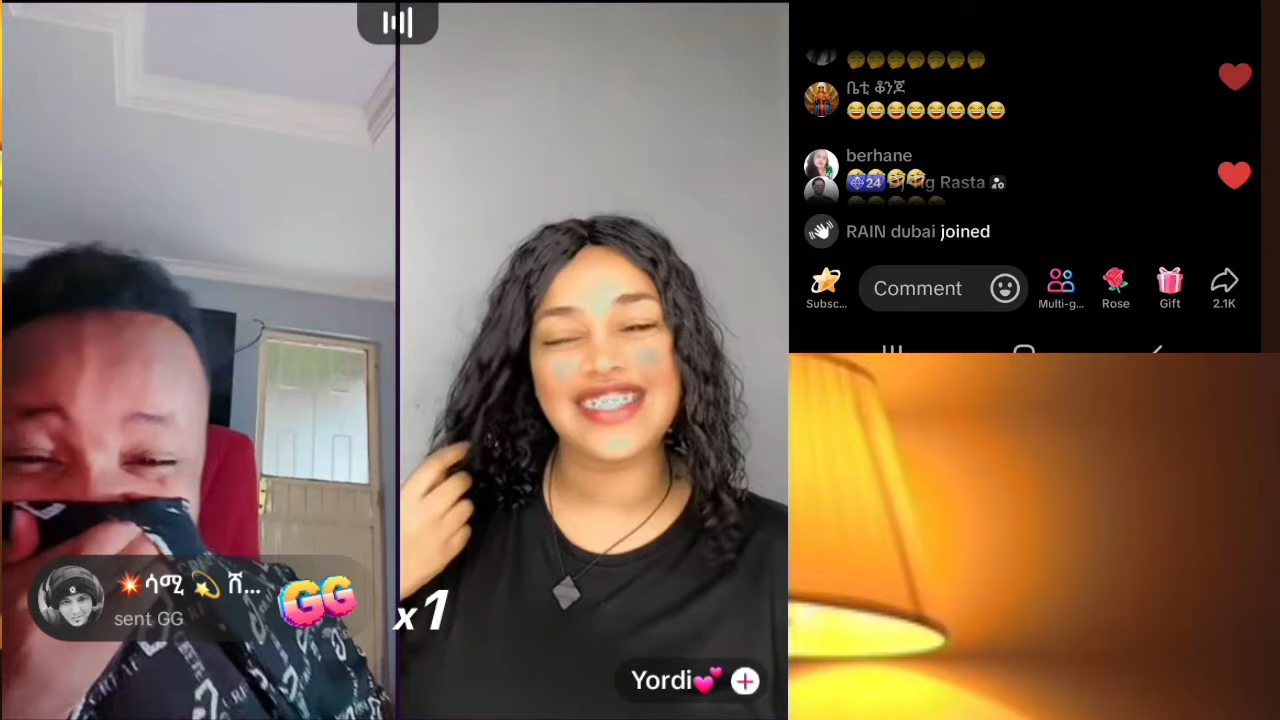 💥ሳሚ 💫 ሸ...
sent GG
GG
x1
Yordi💕
ቤቲ ቆንጆ
berhane
24
Rasta
RAIN dubai joined
Subsc...
Comment
Multi-g...
Rose
Gift
2.1K